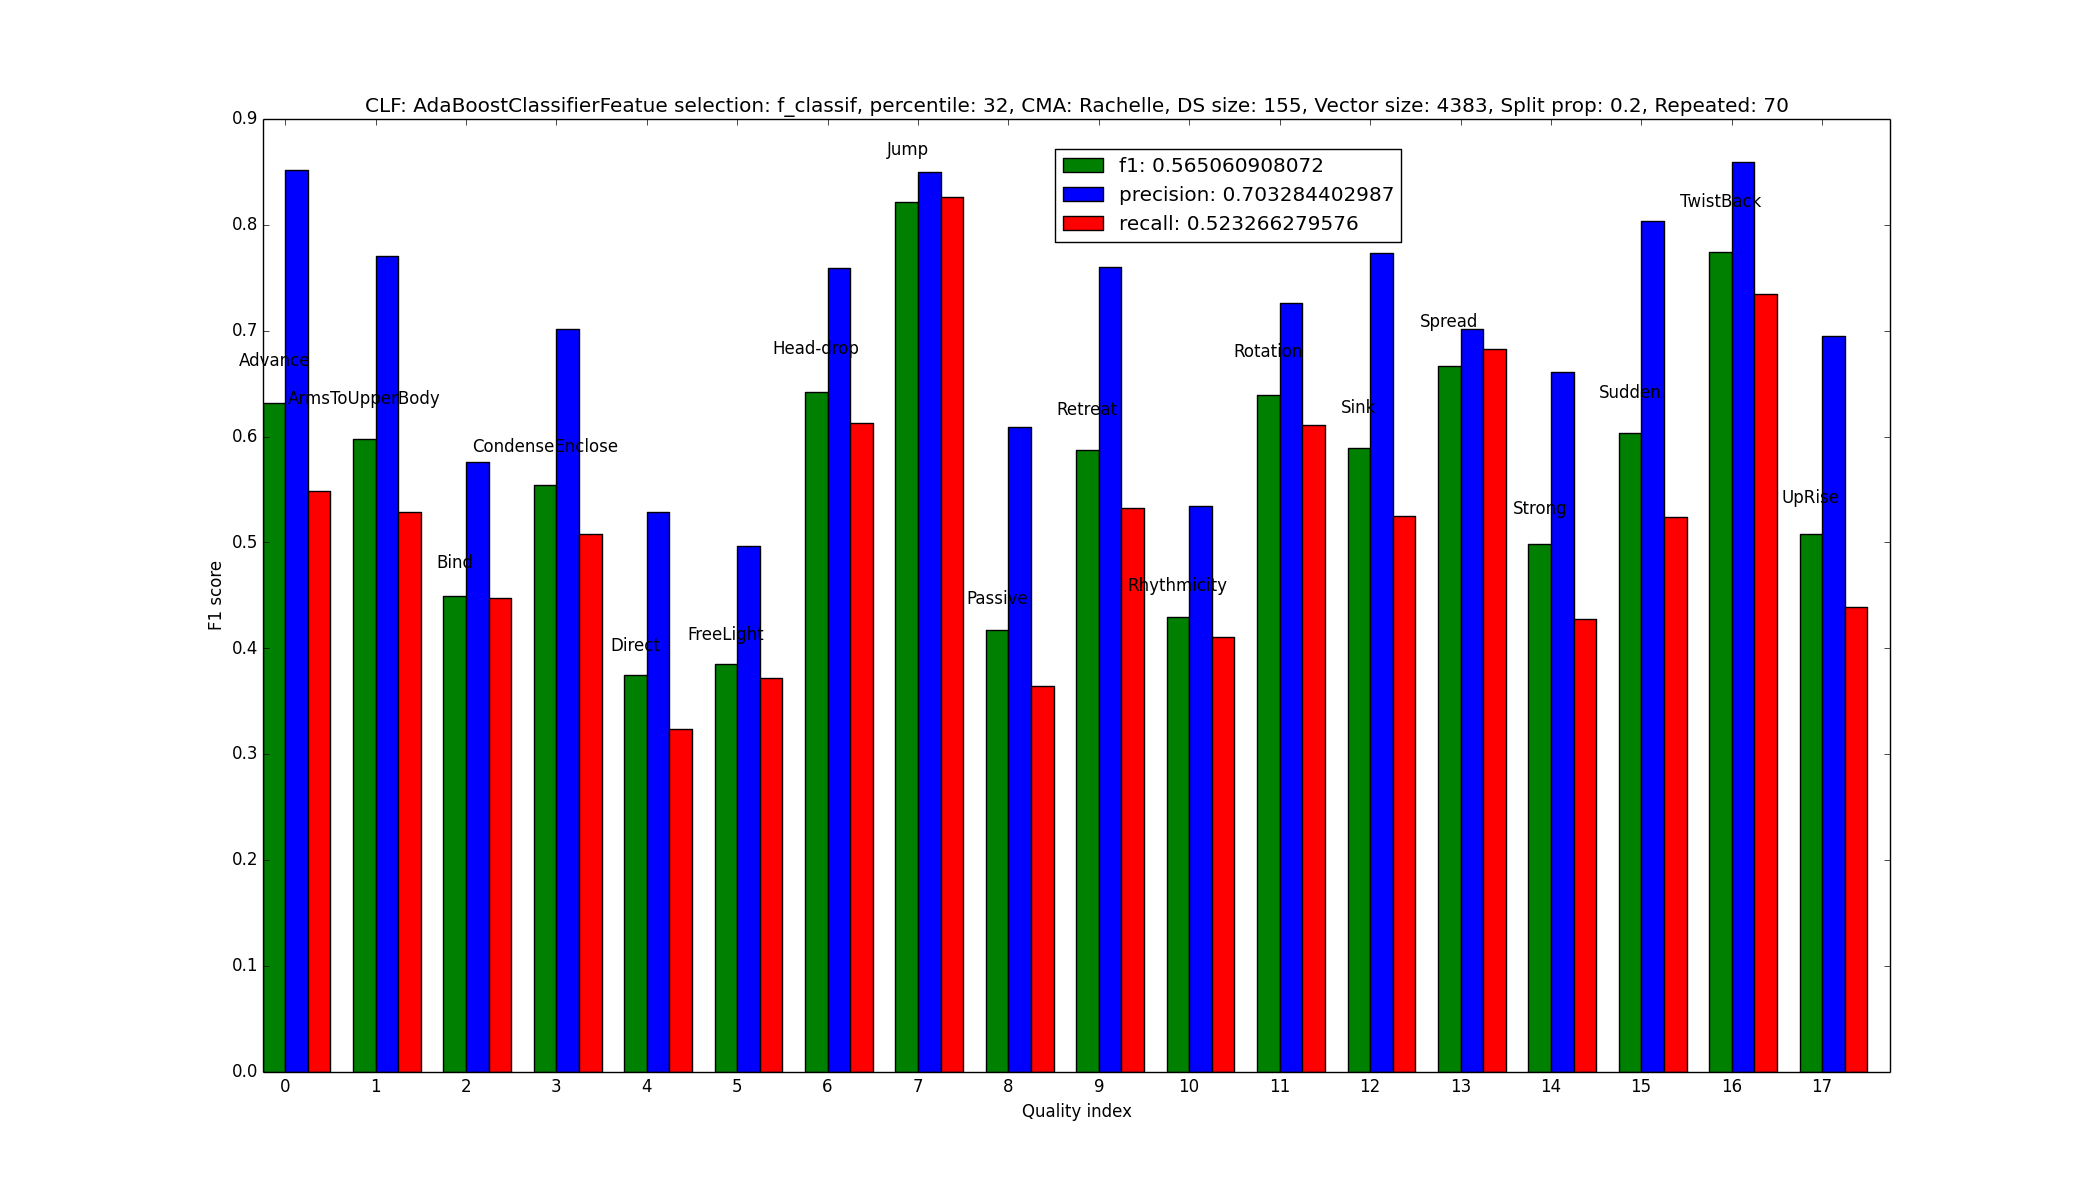 CLF: AdaBoostClassifierFeatue selection: f_classif, percentile: 32, CMA: Rachelle, DS size: 155, Vector size: 4383, Split prop: 0.2, Repeated: 70
f1: 0.565060908072
precision: 0.703284402987
recall: 0.523266279576
F1 score
0.9
0.8
0.7
0.6
0.5
0.4
0.3
0.2
0.1
0.0
Advance
ArmsToUpperBody
Bind
CondenseEnclose
Direct
FreeLight
Head-drop
Jump
Passive
Retreat
Rhythmicity
Rotation
Sink
Spread
Strong
Sudden
TwistBack
UpRise
0 1 2 3 4 5 6 7 8 9 10 11 12 13 14 15 16 17
Quality index